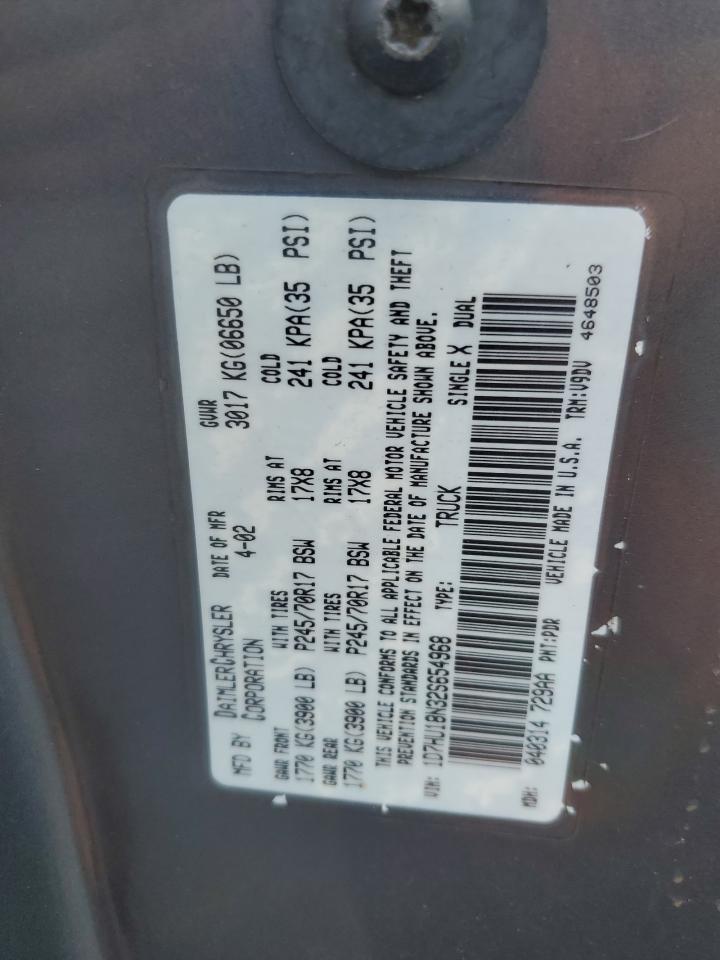 MFD BY DAIMLERCHRYSLER CORPORATION DATE OF MFR 4-02 GVWR 3017 KG(06650 LB)
GAWR FRONT WITH TIRES RIMS AT COLD
1770 KG(3900 LB) P245/70R17 BSW 17X8 241 KPA(35 PSI)
GAWR REAR WITH TIRES RIMS AT COLD
1770 KG(3900 LB) P245/70R17 BSW 17X8 241 KPA(35 PSI)
THIS VEHICLE CONFORMS TO ALL APPLICABLE FEDERAL MOTOR VEHICLE SAFETY AND THEFT
PREVENTION STANDARDS IN EFFECT ON THE DATE OF MANUFACTURE SHOWN ABOVE.
VIN: 1D7HU18N32S654968 TYPE: TRUCK SINGLE X DUAL
MDH: 040314 729AA PNT:PDR VEHICLE MADE IN U.S.A. TRM:V9DV
4648503